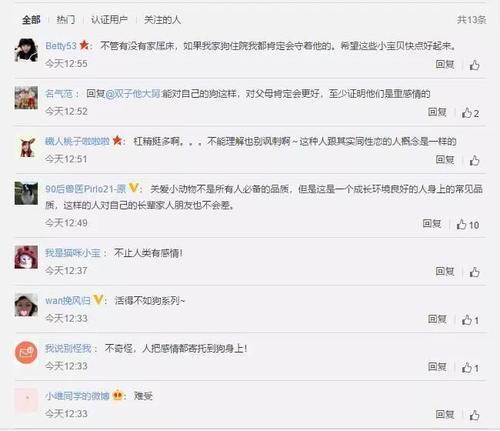 全部 热门 认证用户 关注的人 共13条
Betty53：不管有没有家属床，如果我家狗住院我都肯定会守着他的。希望这些小宝贝快点好起来。
今天12:55 回复
名气范：回复@双子他大舅:能对自己的狗这样，对父母肯定会更好，至少证明他们是重感情的
今天12:52 回复 2
鐵人桃子啦啦啦：杠精挺多啊。。。不能理解也别讽刺啊～这种人跟其实同性恋的人概念是一样的
今天12:51 回复
90后兽医Pirlo21-原：关爱小动物不是所有人必备的品质，但是这是一个成长环境良好的人身上的常见品
质，这样的人对自己的长辈家人朋友也不会差。
今天12:49 回复 10
我是猫咪小宝：不止人类有感情!
今天12:33 回复
wan挽风归：活得不如狗系列~
今天12:33 回复 1
我说别怪我：不奇怪，人把感情都寄托到狗身上！
今天12:33 回复 1
小唯同学的微博：难受
今天12:33 回复 1